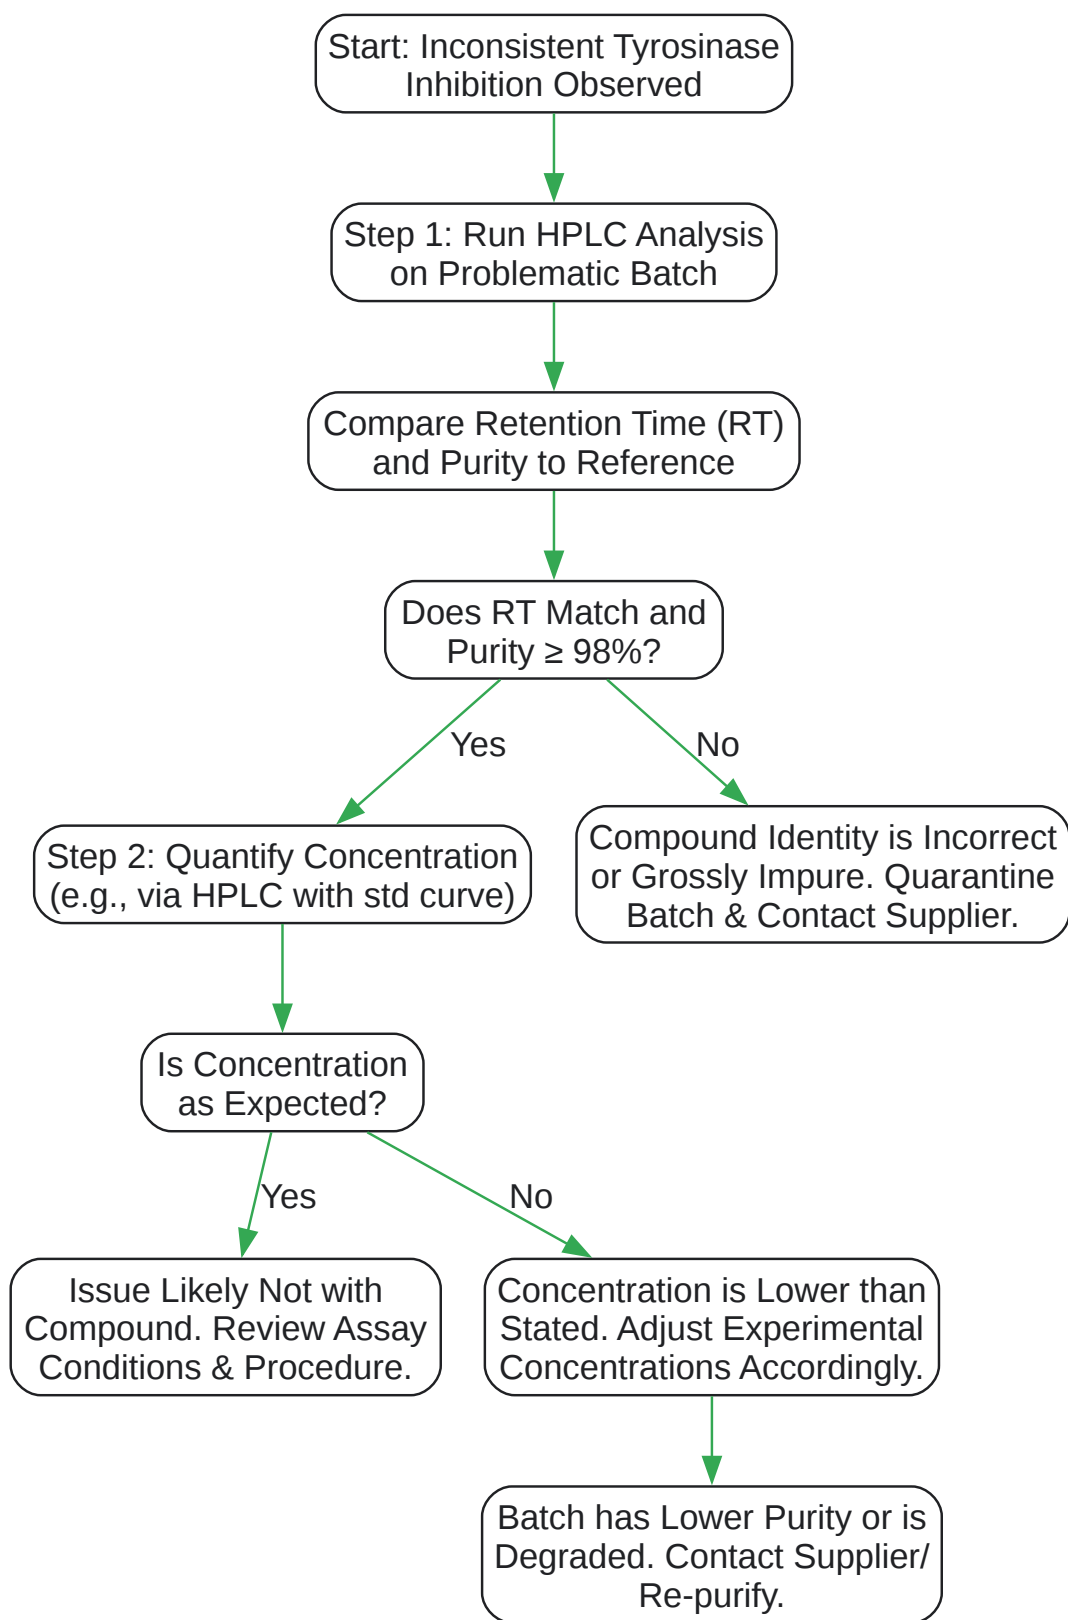 Start: Inconsistent Tyrosinase
Inhibition Observed
Step 1: Run HPLC Analysis
on Problematic Batch
Compare Retention Time (RT)
and Purity to Reference
Does RT Match and
Purity ≥ 98%?
Yes
No
Step 2: Quantify Concentration
(e.g., via HPLC with std curve)
Compound Identity is Incorrect
or Grossly Impure. Quarantine
Batch & Contact Supplier.
Is Concentration
as Expected?
Yes
No
Issue Likely Not with
Compound. Review Assay
Conditions & Procedure.
Concentration is Lower than
Stated. Adjust Experimental
Concentrations Accordingly.
Batch has Lower Purity or is
Degraded. Contact Supplier/
Re-purify.